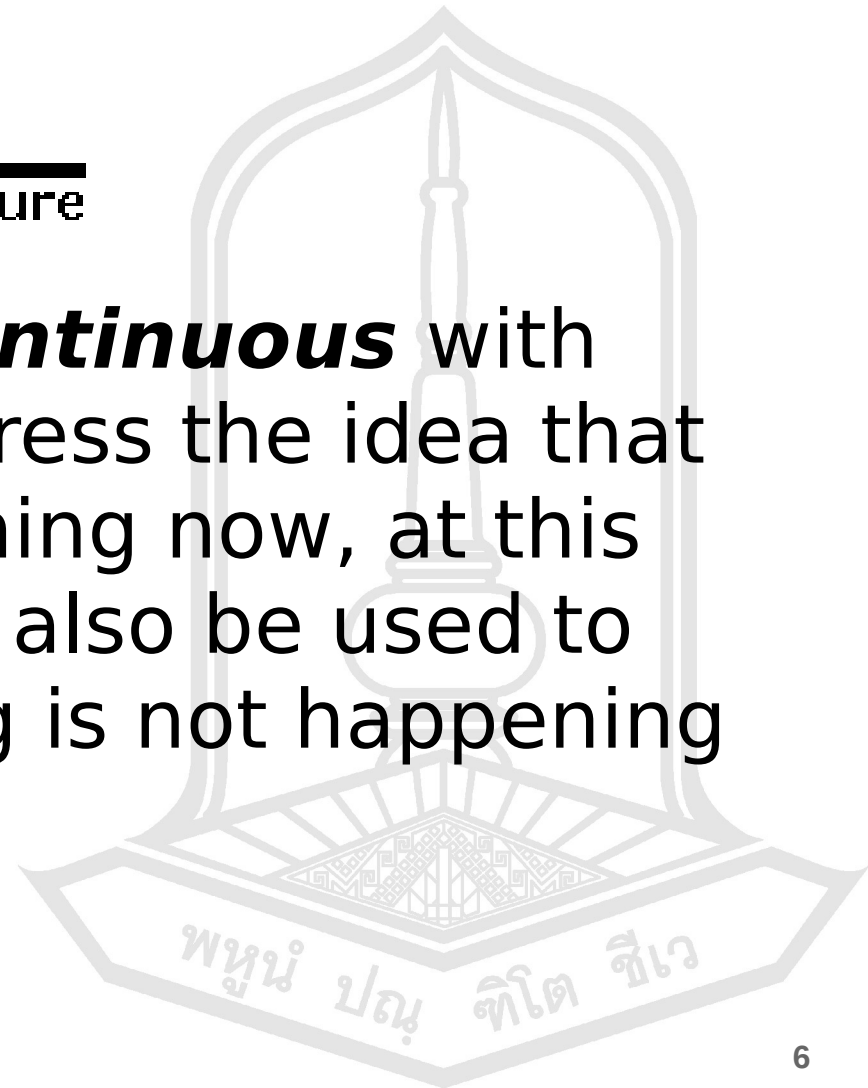 ure
ntinuous with
ress the idea that
ning now, at this
also be used to
g is not happening
พหูนํ ปณฺ ฑิโต ชีเว
6